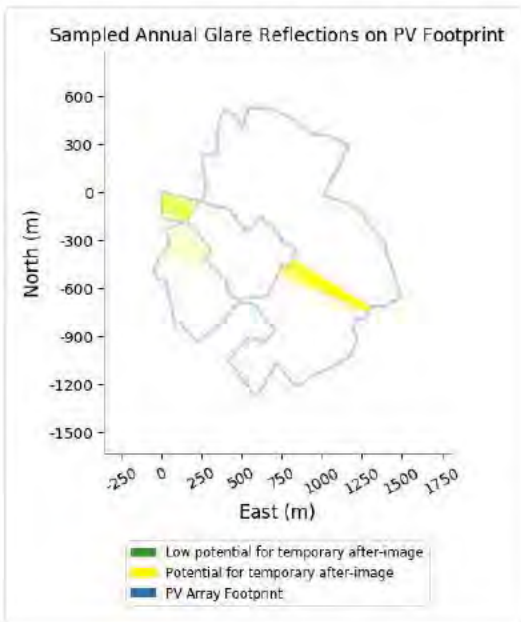 Sampled Annual Glare Reflections on PV Footprint
600
300
0
-300
-600
-900
-1200
-1500
North (m)
-250 0 250 500 750 1000 1250 1500 1750
East (m)
Low potential for temporary after-image
Potential for temporary after-image
PV Array Footprint